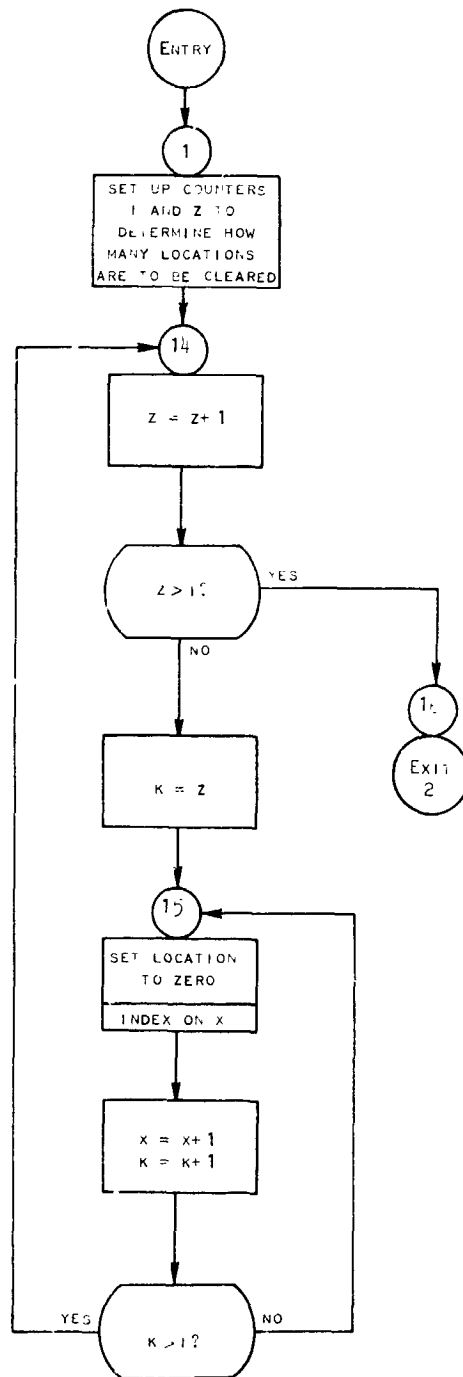 ENTRY
1
SET UP COUNTERS
I AND Z TO
DETERMINE HOW
MANY LOCATIONS
ARE TO BE CLEARED
14
Z = Z+1
Z > I?
YES
NO
16
EXIT
2
K = Z
15
SET LOCATION
TO ZERO
INDEX ON X
X = X+1
K = K+1
YES
NO
K > I?